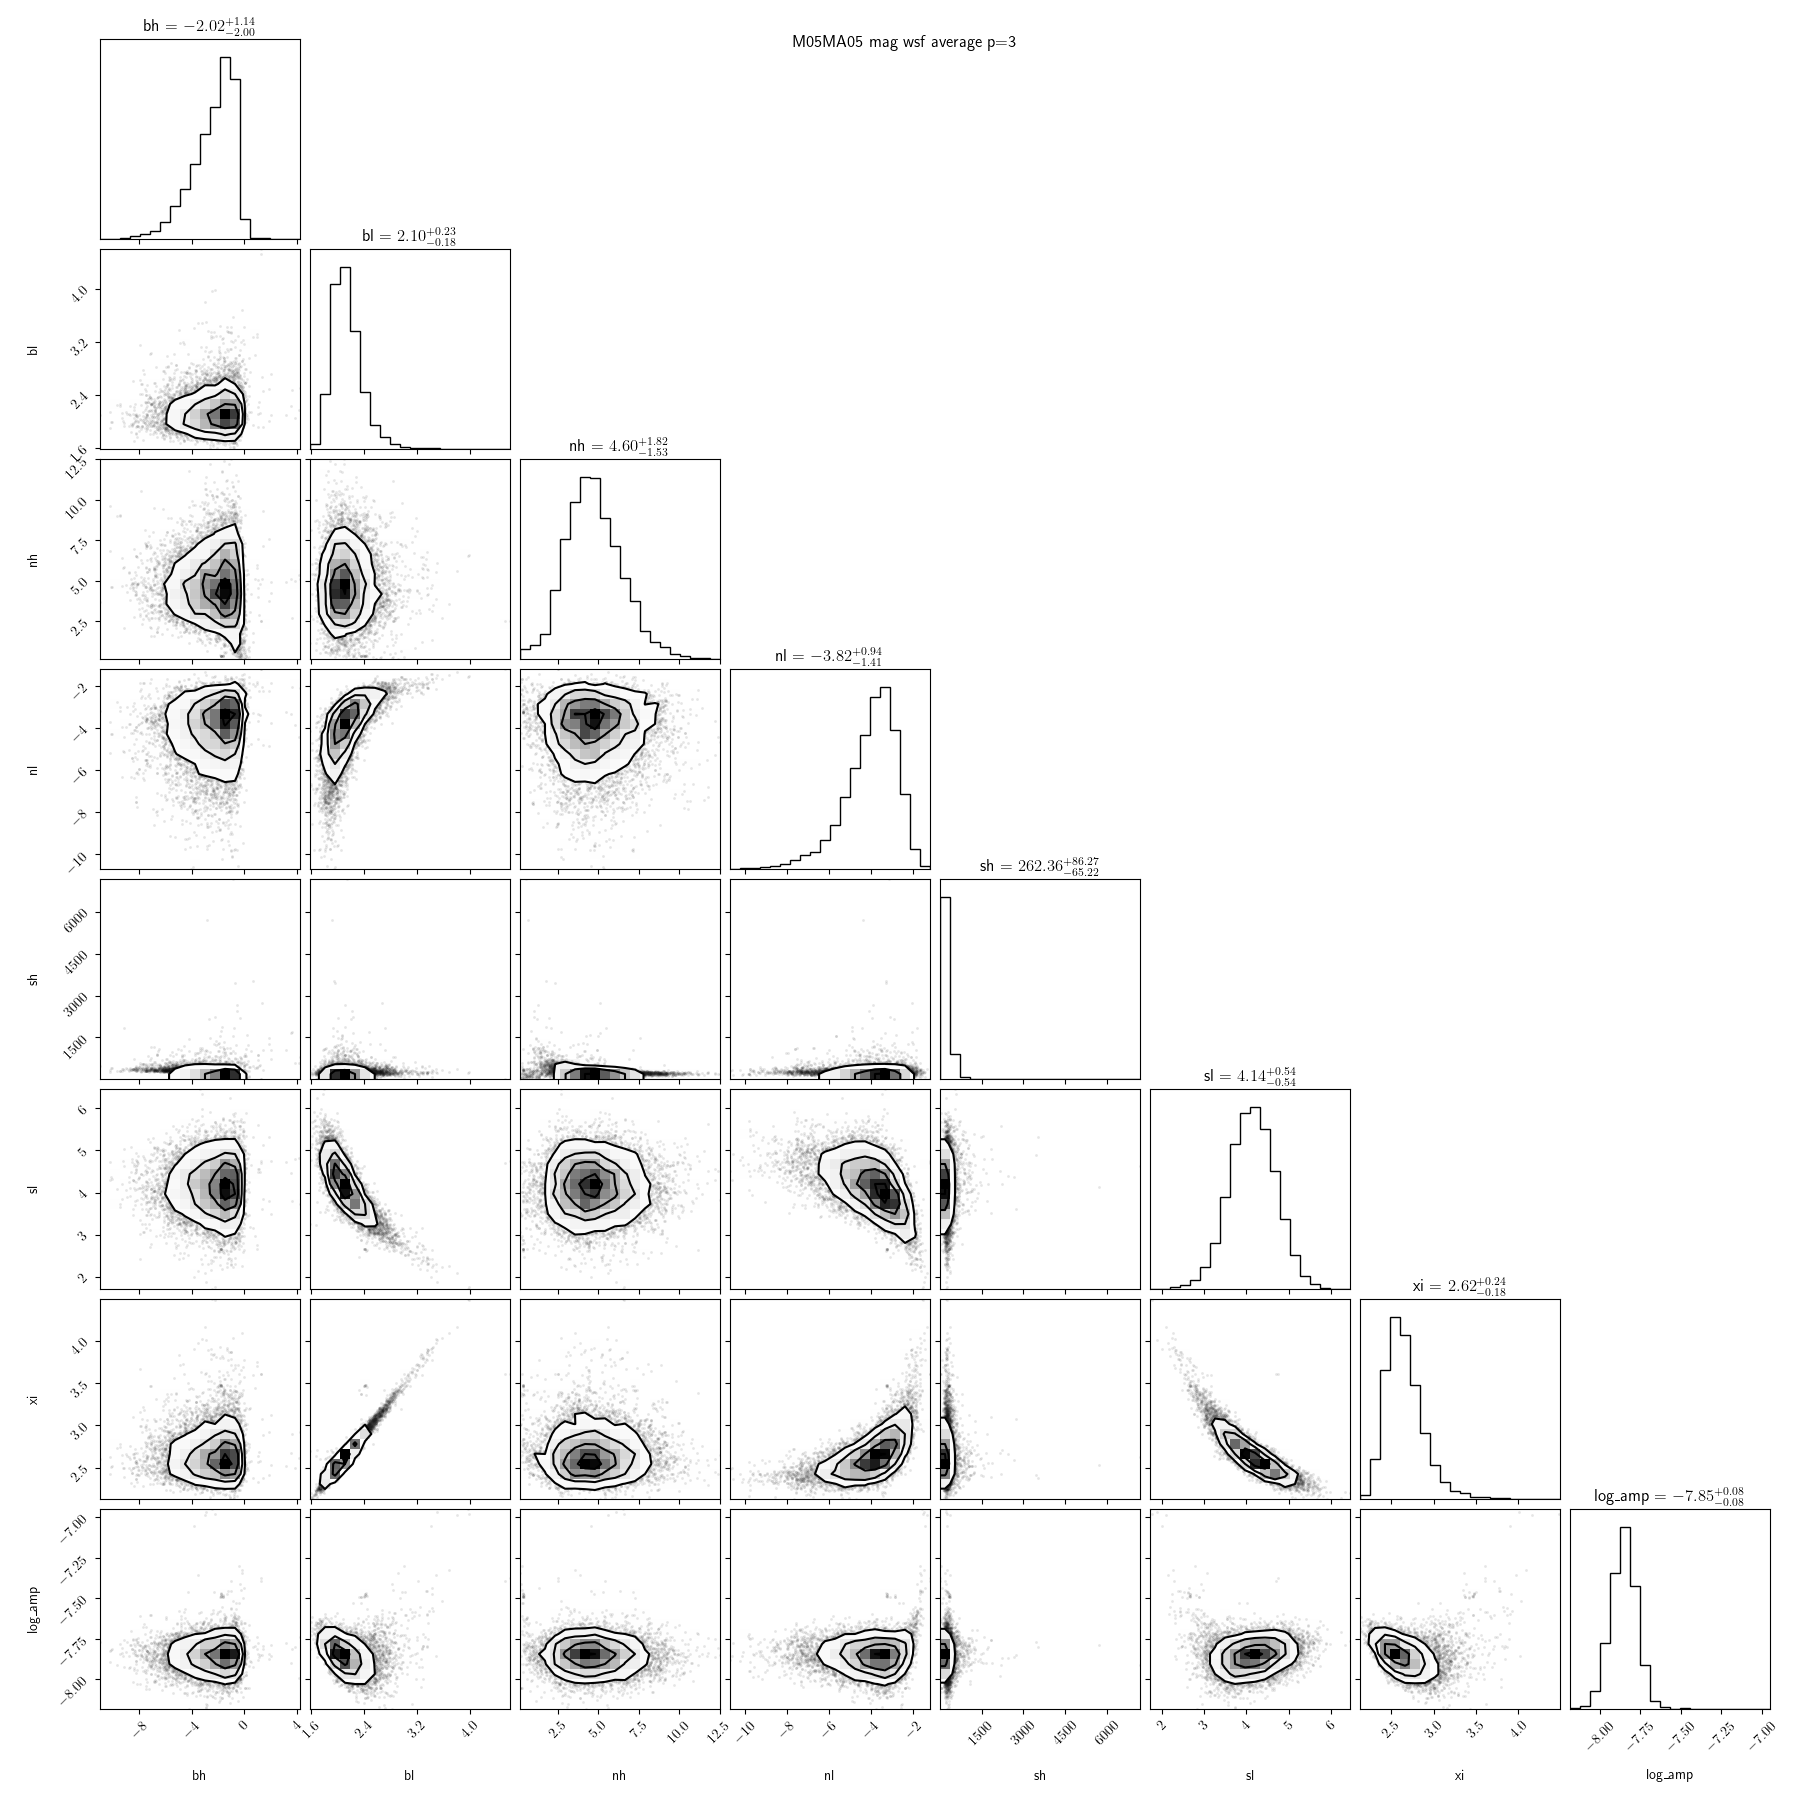 M05MA05 mag wsf average p=3
bh = −2.02+1.14−2.00
bl = 2.10+0.23−0.18
nh = 4.60+1.82−1.53
nl = −3.82+0.94−1.41
sh = 262.36+86.27−65.22
sl = 4.14+0.54−0.54
xi = 2.62+0.24−0.18
log_amp = −7.85+0.08−0.08
bl
4.0
3.2
2.4
1.6
nh
12.5
10.0
7.5
5.0
2.5
nl
−2
−4
−6
−8
−10
sh
6000
4500
3000
1500
sl
6
5
4
3
2
xi
4.0
3.5
3.0
2.5
log_amp
−7.00
−7.25
−7.50
−7.75
−8.00
−8 −4 0 4
1.6 2.4 3.2 4.0
2.5 5.0 7.5 10.0 12.5
−10 −8 −6 −4 −2
1500 3000 4500 6000
2 3 4 5 6
2.5 3.0 3.5 4.0
−8.00 −7.75 −7.50 −7.25 −7.00
bh bl nh nl sh sl xi log_amp